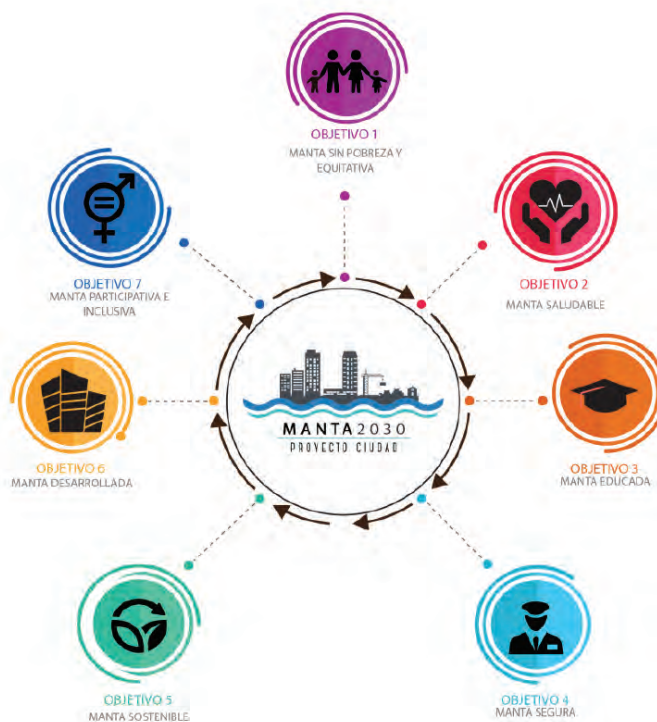 OBJETIVO 1
MANTA SIN POBREZA Y
EQUITATIVA
OBJETIVO 2
MANTA SALUDABLE
OBJETIVO 3
MANTA EDUCADA
OBJETIVO 4
MANTA SEGURA
OBJETIVO 5
MANTA SOSTENIBLE
OBJETIVO 6
MANTA DESARROLLADA
OBJETIVO 7
MANTA PARTICIPATIVA E
INCLUSIVA
MANTA2030
PROYECTO CIUDAD